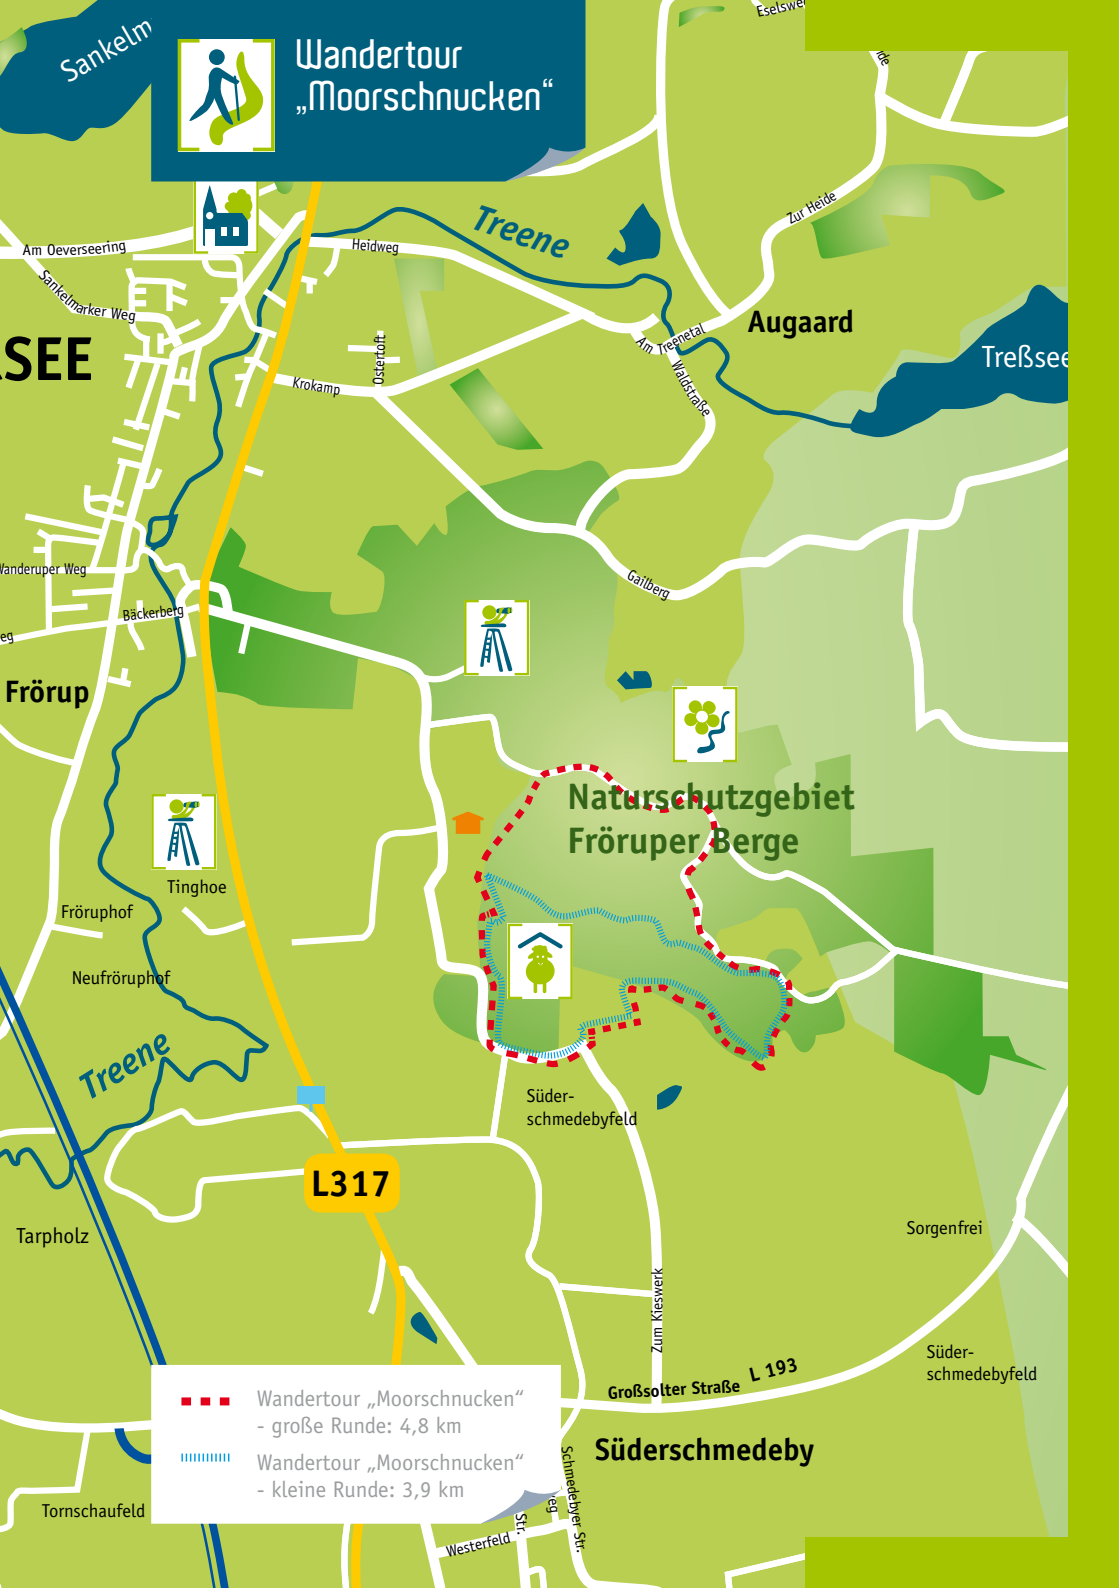 Sankelm
Wandertour
„Moorschnucken“
Eselswe
ide
Zur Heide
Treene
Am Oeverseering
Heidweg
Sankelmarker Weg
SEE
Augaard
Treßsee
Am Treenetal
Ostertoft
Krokamp
Waldstraße
Wanderuper Weg
Gailberg
Bäckerberg
eg
Frörup
Naturschutzgebiet
Fröruper Berge
Tinghoe
Fröruphof
Neufröruphof
Treene
Süder-
schmedebyfeld
L317
Tarpholz
Sorgenfrei
Zum Kieswerk
Süder-
schmedebyfeld
Großsolter Straße
L 193
Wandertour „Moorschnucken“
- große Runde: 4,8 km
Wandertour „Moorschnucken“
- kleine Runde: 3,9 km
Süderschmedeby
Schmedebyer Str.
eg
Str.
Westerfeld
Tornschaufeld